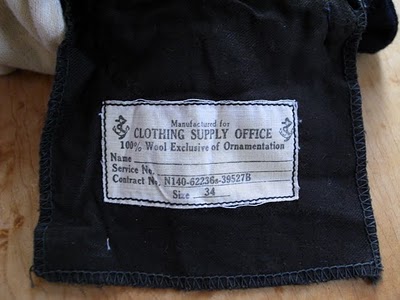 Manufactured for
CLOTHING SUPPLY OFFICE
100% Wool Exclusive of Ornamentation
Name
Service No.
Contract No. N140-62236s-39527B
Size 34